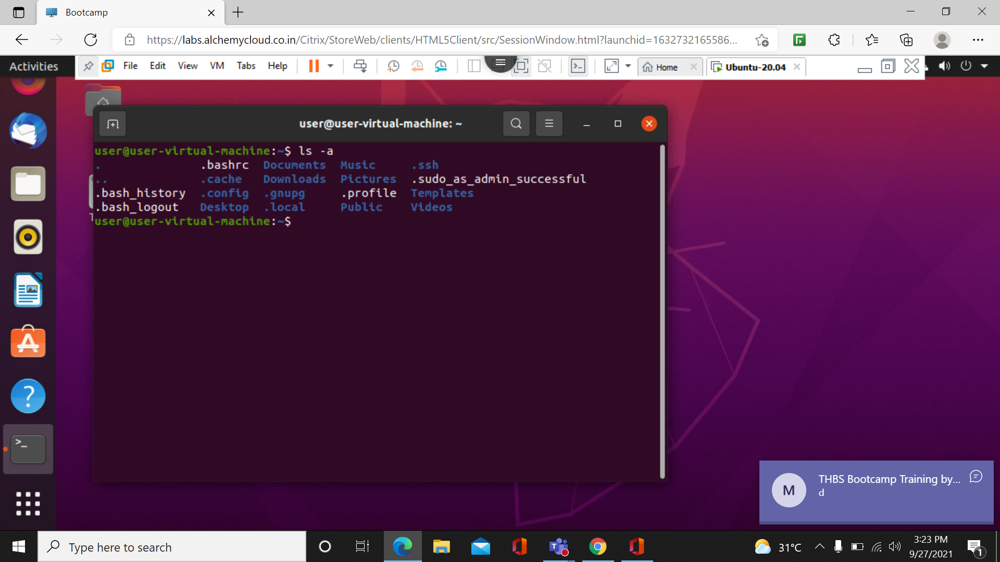 Bootcamp
https://labs.alchemycloud.co.in/Citrix/StoreWeb/clients/HTML5Client/src/SessionWindow.html?launchid=1632732165586...
Activities File Edit View VM Tabs Help Home Ubuntu-20.04
user@user-virtual-machine: ~
user@user-virtual-machine:~$ ls -a
. .bashrc Documents Music .ssh
.. .cache Downloads Pictures .sudo_as_admin_successful
.bash_history .config .gnupg .profile Templates
.bash_logout Desktop .local Public Videos
user@user-virtual-machine:~$
M THBS Bootcamp Training by...
d
Type here to search
31°C
3:23 PM
9/27/2021
1